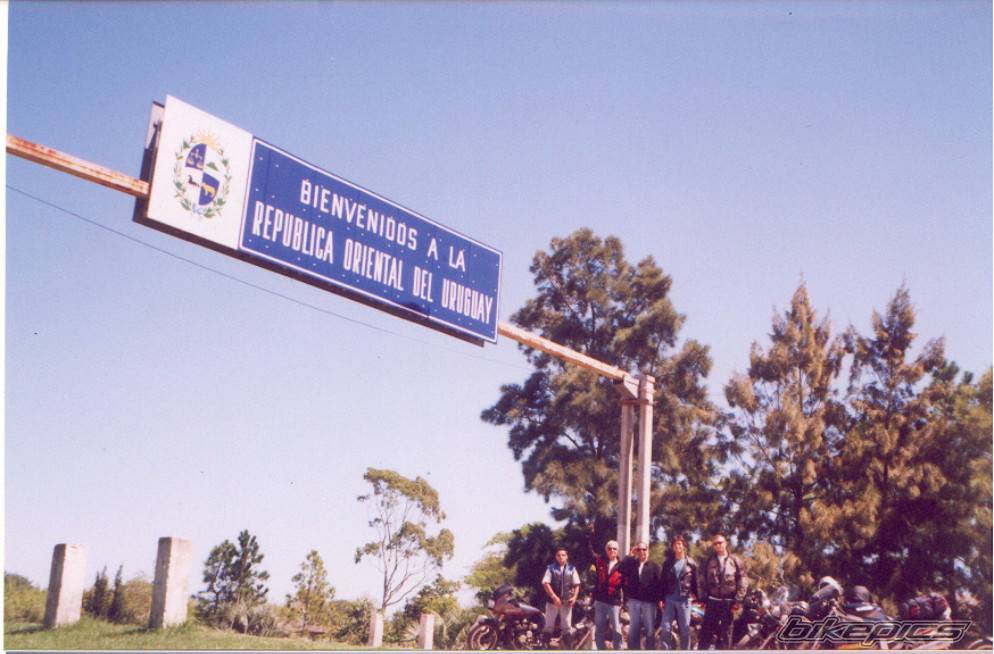 BIENVENIDOS A LA
REPUBLICA ORIENTAL DEL URUGUAY
bikepics